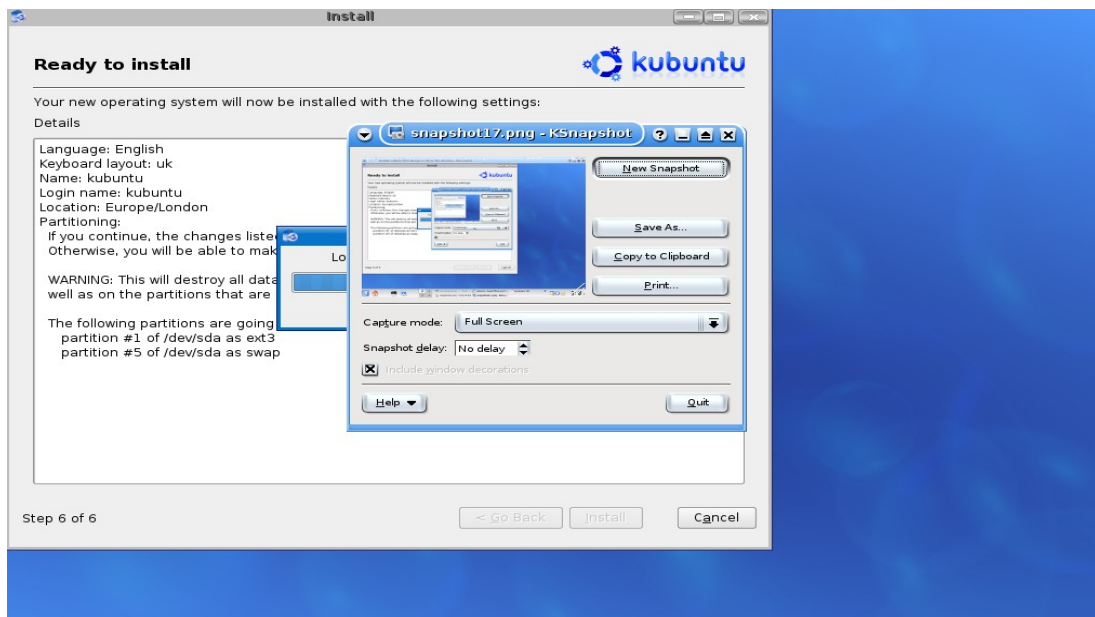 Install
Ready to install
kubuntu
Your new operating system will now be installed with the following settings:
Details
Language: English
Keyboard layout: uk
Name: kubuntu
Login name: kubuntu
Location: Europe/London
Partitioning:
If you continue, the changes liste
Otherwise, you will be able to mak
WARNING: This will destroy all data
well as on the partitions that are
The following partitions are going
partition #1 of /dev/sda as ext3
partition #5 of /dev/sda as swap
Lo
snapshot17.png - KSnapshot
Ready to install
kubuntu
New Snapshot
Save As...
Copy to Clipboard
Print...
Capture mode: Full Screen
Snapshot delay: No delay
Include window decorations
Help
Quit
Step 6 of 6
< Go Back
Install
Cancel